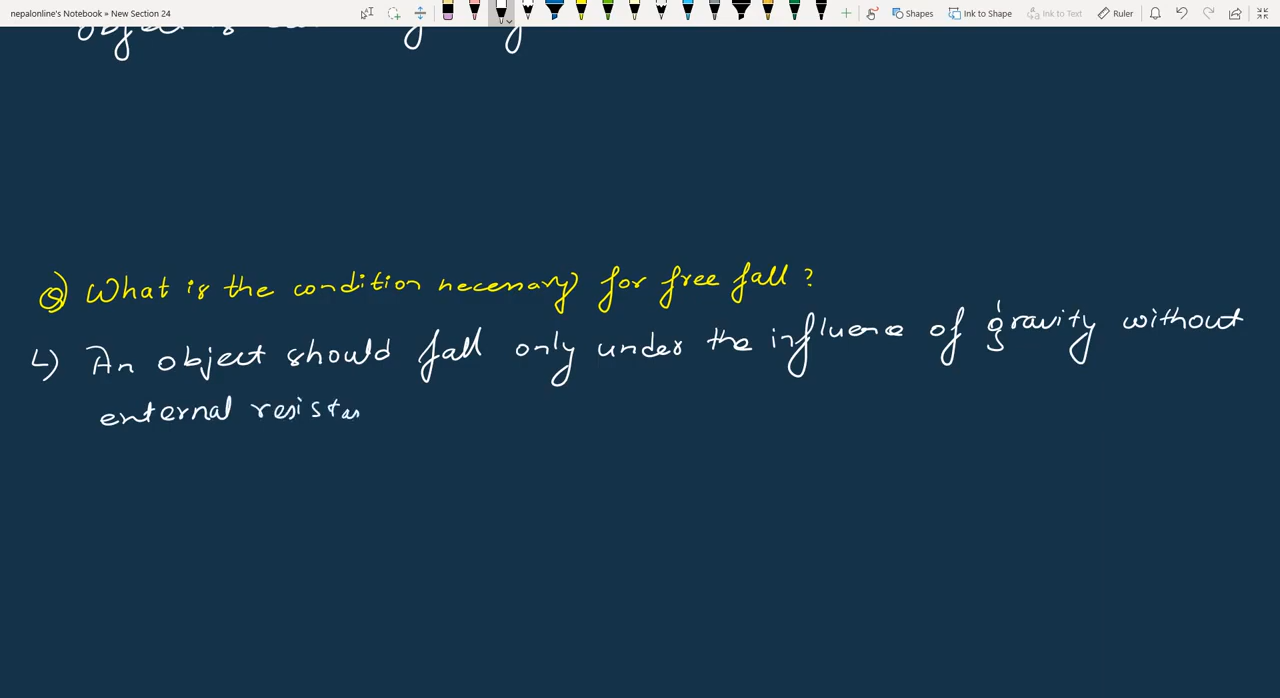 nepalonline's Notebook » New Section 24
Shapes Ink to Shape Ink to Text Ruler
Q) What is the condition necessary for free fall ?
↳) An object should fall only under the influence of gravity without
external resistan